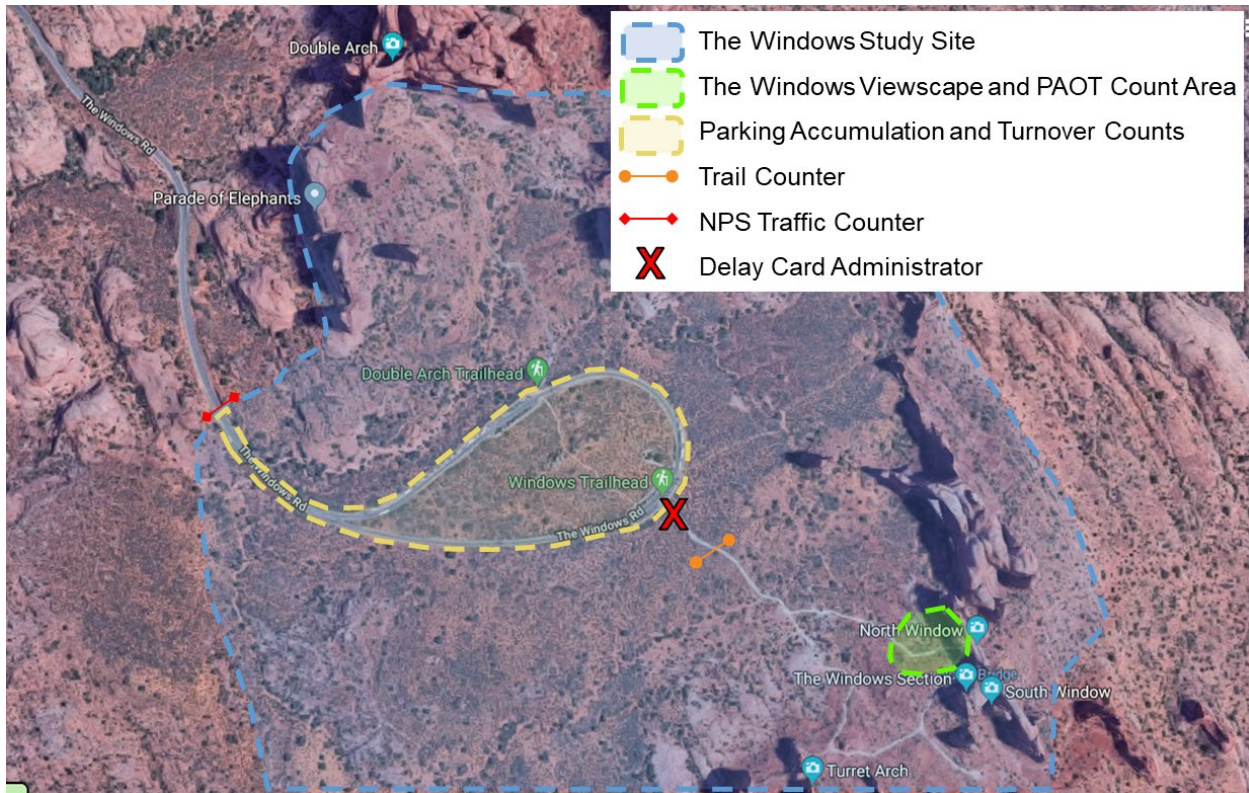 Double Arch
The Windows Rd
Parade of Elephants
Double Arch Trailhead
The Windows Rd
Windows Trailhead
The Windows Rd
North Window
The Windows Section
Bridge
South Window
Turret Arch
The Windows Study Site
The Windows Viewscape and PAOT Count Area
Parking Accumulation and Turnover Counts
Trail Counter
NPS Traffic Counter
X Delay Card Administrator
X